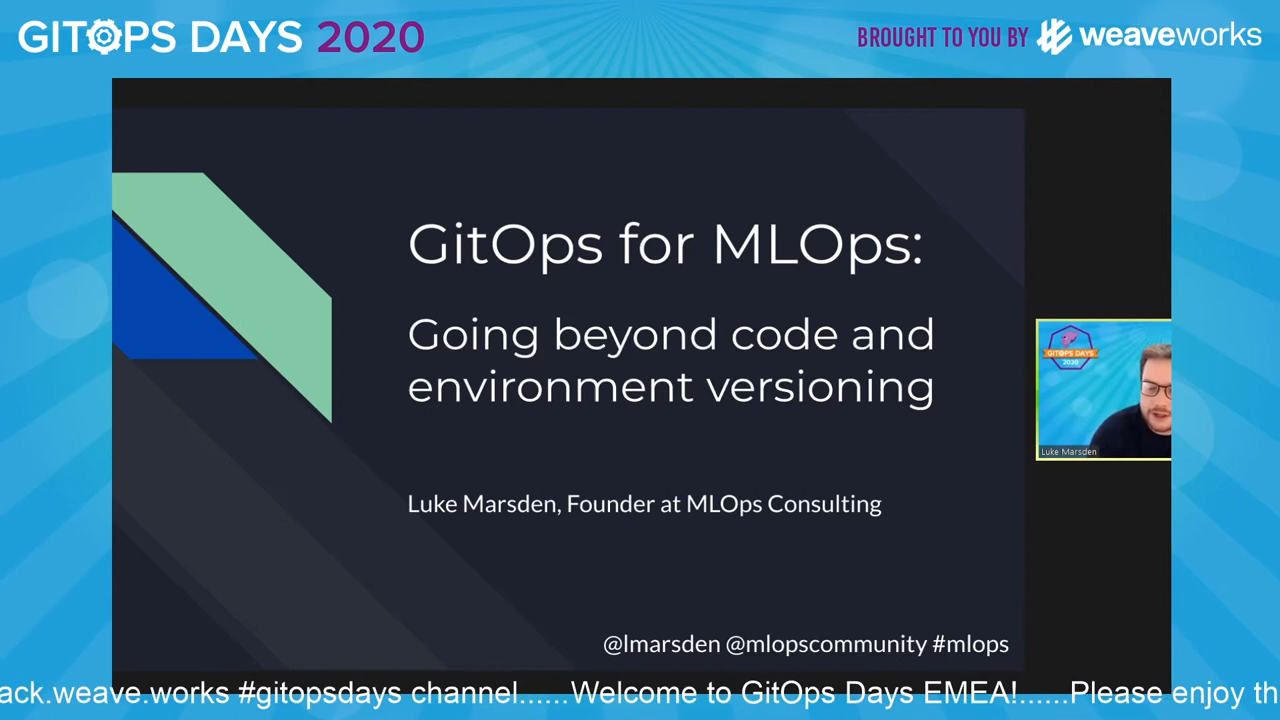 GITOPS DAYS 2020
BROUGHT TO YOU BY weaveworks
GitOps for MLOps:
Going beyond code and
environment versioning
GITOPS DAYS
2020
Luke Marsden
Luke Marsden, Founder at MLOps Consulting
@lmarsden @mlopscommunity #mlops
ack.weave.works #gitopsdays channel......Welcome to GitOps Days EMEA!......Please enjoy th